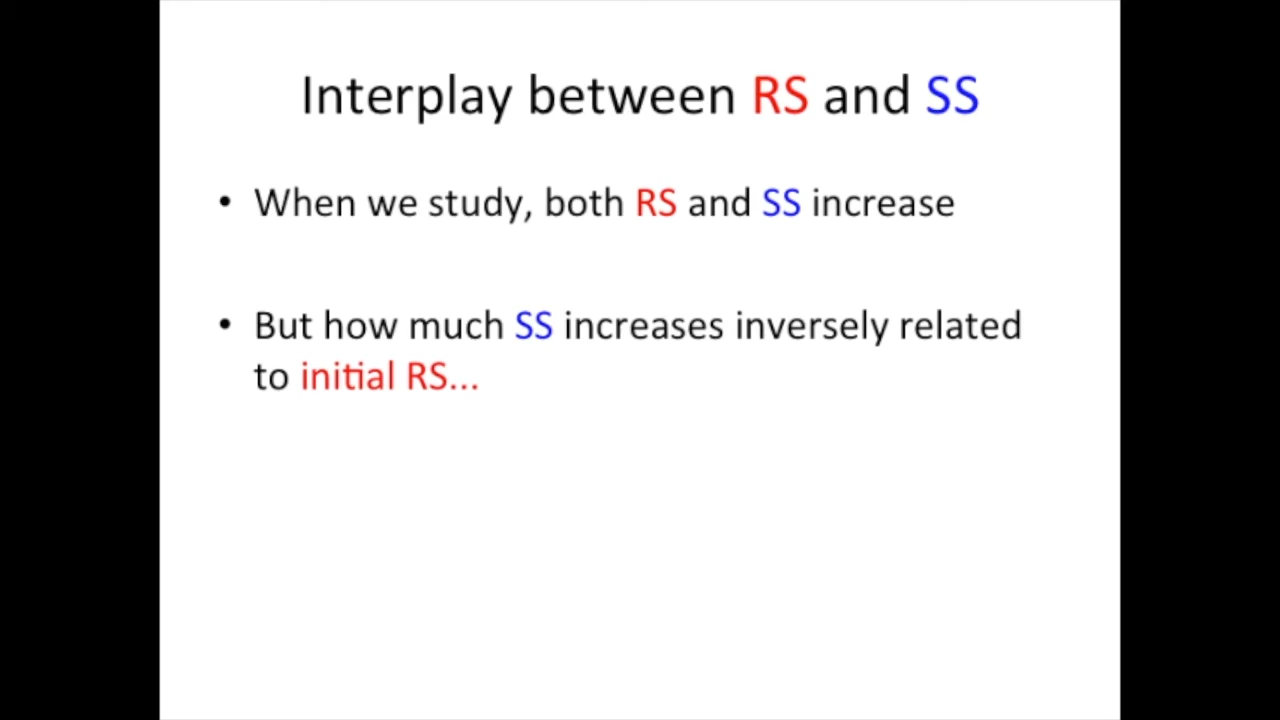 Interplay between RS and SS
• When we study, both RS and SS increase
• But how much SS increases inversely related
to initial RS...